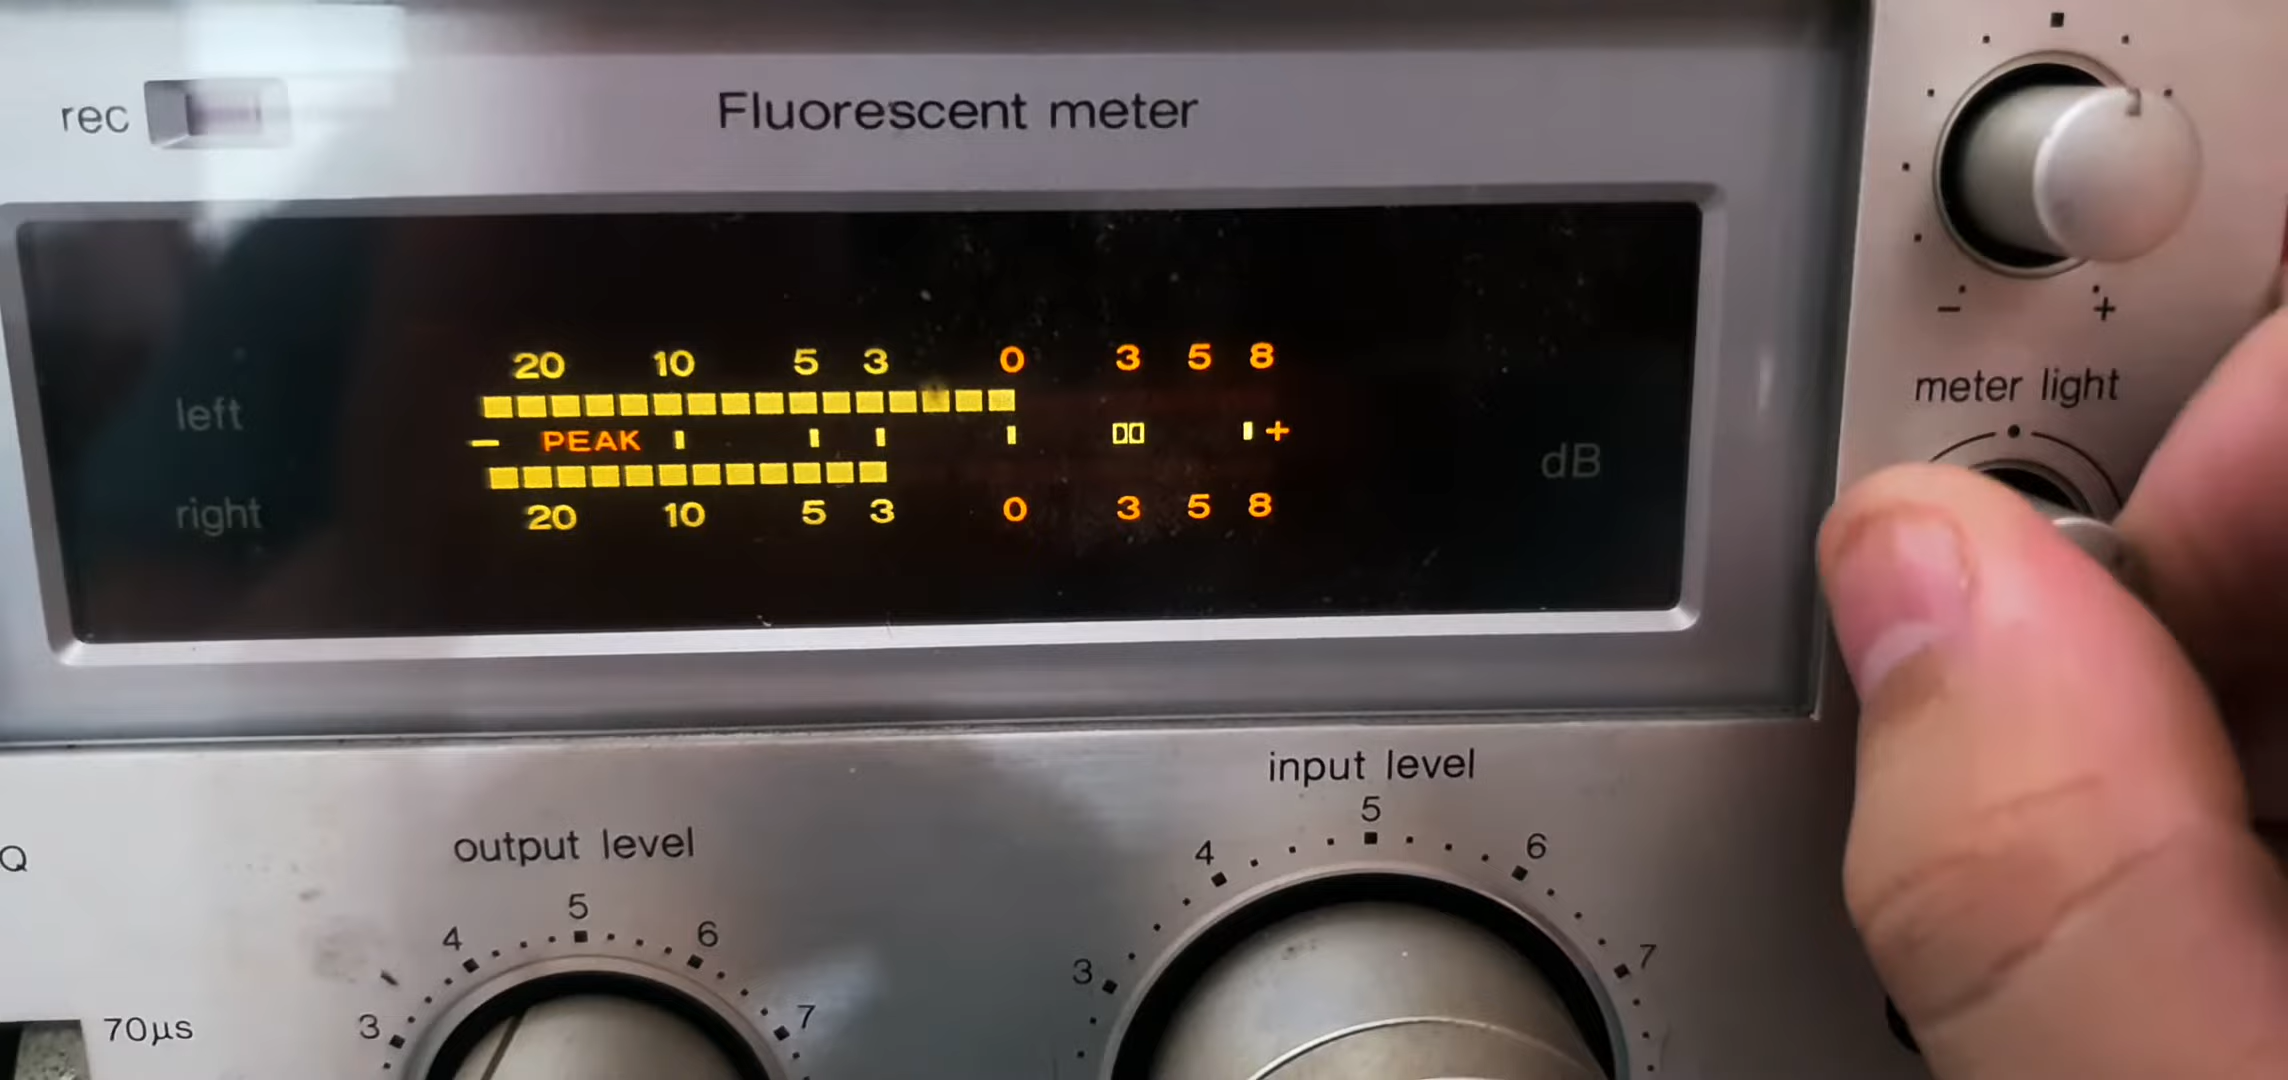 rec
Fluorescent meter
20 10 5 3 0 3 5 8
left
− PEAK +
right
dB
20 10 5 3 0 3 5 8
− +
meter light
input level
5
4 6
3 7
output level
5
4 6
3 7
Q
70µs